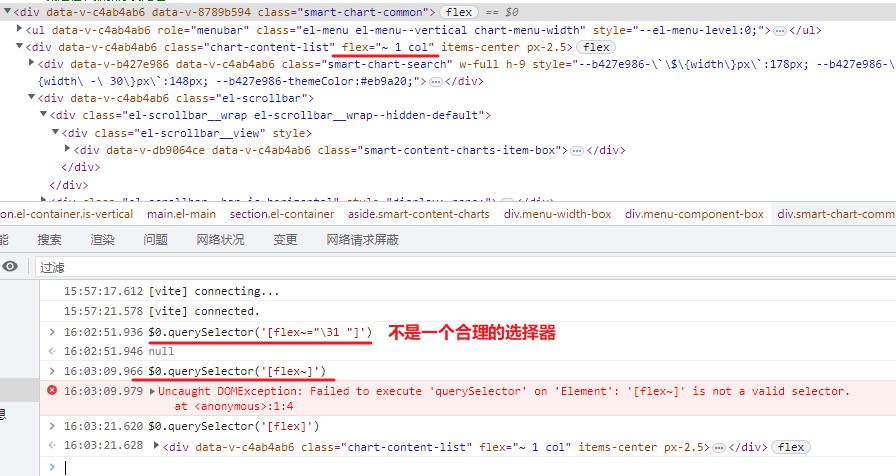 <div data-v-c4ab4ab6 data-v-8789b594 class="smart-chart-common"> flex == $0
<ul data-v-c4ab4ab6 role="menubar" class="el-menu el-menu--vertical chart-menu-width" style="--el-menu-level:0;">…</ul>
<div data-v-c4ab4ab6 class="chart-content-list" flex="~ 1 col" items-center px-2.5> flex
<div data-v-b427e986 data-v-c4ab4ab6 class="smart-chart-search" w-full h-9 style="--b427e986-\`\$\{width\}px\`:178px; --b427e986-\
{width\ -\ 30\}px\`:148px; --b427e986-themeColor:#eb9a20;">…</div>
<div data-v-c4ab4ab6 class="el-scrollbar">
<div class="el-scrollbar__wrap el-scrollbar__wrap--hidden-default">
<div class="el-scrollbar__view" style>
<div data-v-db9064ce data-v-c4ab4ab6 class="smart-content-charts-item-box">…</div>
</div>
</div>
on.el-container.is-vertical main.el-main section.el-container aside.smart-content-charts div.menu-width-box div.menu-component-box div.smart-chart-comm
能 搜索 渲染 问题 网络状况 变更 网络请求屏蔽
过滤
15:57:17.612 [vite] connecting...
15:57:21.578 [vite] connected.
16:02:51.936 $0.querySelector('[flex~="\31 "]') 不是一个合理的选择器
16:02:51.946 null
16:03:09.966 $0.querySelector('[flex~]')
16:03:09.979 Uncaught DOMException: Failed to execute 'querySelector' on 'Element': '[flex~]' is not a valid selector.
at <anonymous>:1:4
16:03:21.620 $0.querySelector('[flex]')
息
16:03:21.628 <div data-v-c4ab4ab6 class="chart-content-list" flex="~ 1 col" items-center px-2.5>…</div> flex